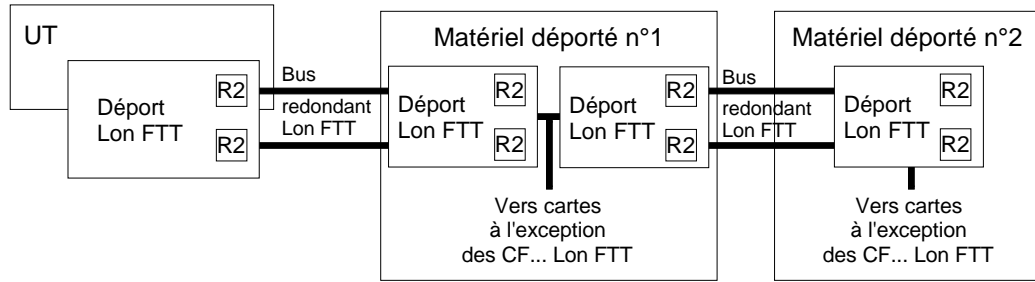 UT
Déport
Lon FTT
R2
R2
Bus
redondant
Lon FTT
Matériel déporté n°1
Déport
Lon FTT
R2
R2
Déport
Lon FTT
R2
R2
Vers cartes
à l'exception
des CF... Lon FTT
Bus
redondant
Lon FTT
Matériel déporté n°2
Déport
Lon FTT
R2
R2
Vers cartes
à l'exception
des CF... Lon FTT